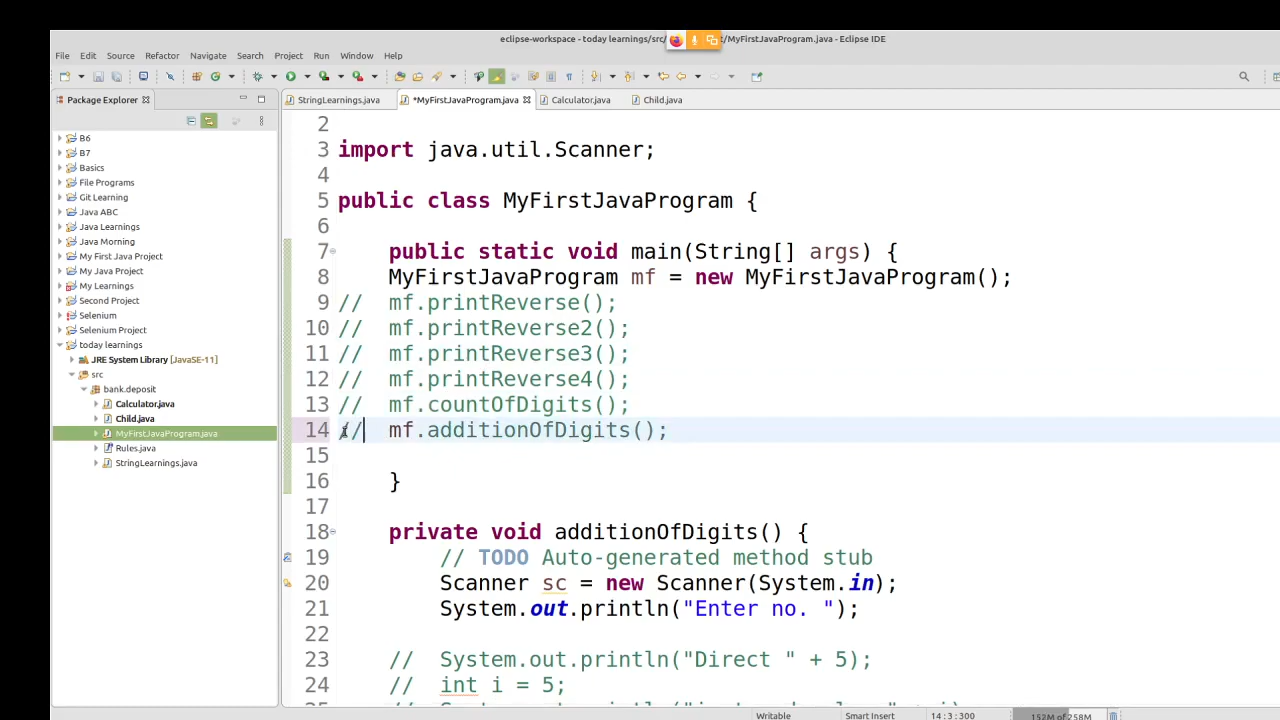 eclipse-workspace - today learnings/src/ t/MyFirstJavaProgram.java - Eclipse IDE
File Edit Source Refactor Navigate Search Project Run Window Help
Package Explorer
StringLearnings.java *MyFirstJavaProgram.java Calculator.java Child.java
B6
B7
Basics
File Programs
Git Learning
Java ABC
Java Learnings
Java Morning
My First Java Project
My Java Project
My Learnings
Second Project
Selenium
Selenium Project
today learnings
JRE System Library [JavaSE-11]
src
bank.deposit
Calculator.java
Child.java
MyFirstJavaProgram.java
Rules.java
StringLearnings.java
2
3 import java.util.Scanner;
4
5 public class MyFirstJavaProgram {
6
7 public static void main(String[] args) {
8 MyFirstJavaProgram mf = new MyFirstJavaProgram();
9 // mf.printReverse();
10 // mf.printReverse2();
11 // mf.printReverse3();
12 // mf.printReverse4();
13 // mf.countOfDigits();
14 // mf.additionOfDigits();
15
16 }
17
18 private void additionOfDigits() {
19 // TODO Auto-generated method stub
20 Scanner sc = new Scanner(System.in);
21 System.out.println("Enter no. ");
22
23 // System.out.println("Direct " + 5);
24 // int i = 5;
Writable Smart Insert 14:3:300 152M of 258M